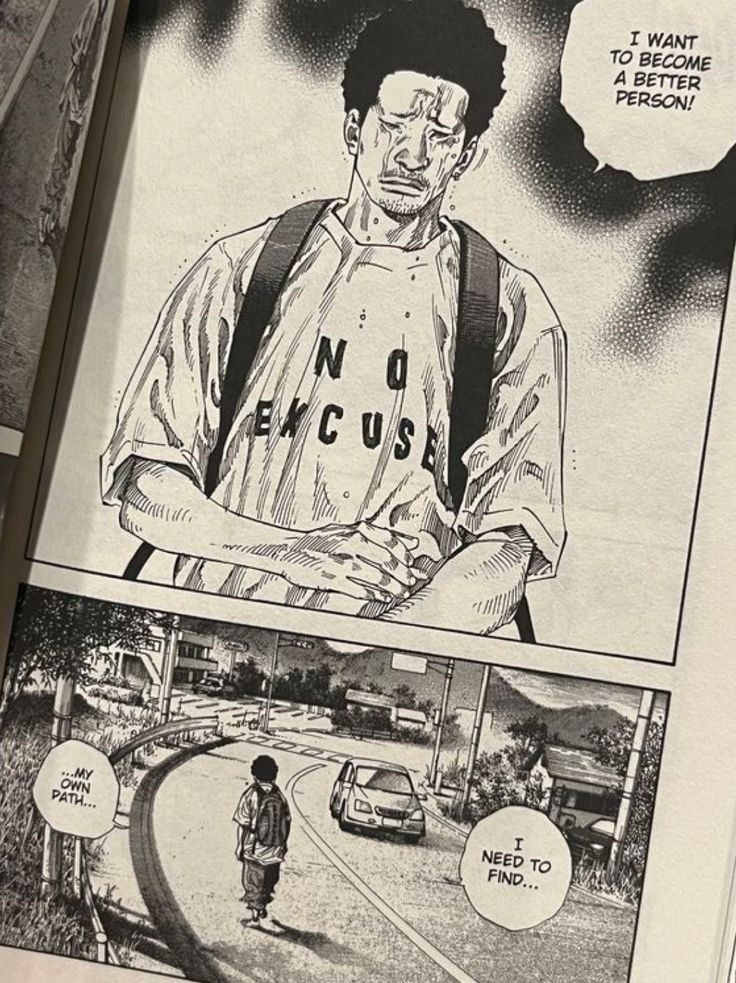 I WANT
TO BECOME
A BETTER
PERSON!
NO
EXCUSE
I
NEED TO
FIND...
...MY
OWN
PATH...